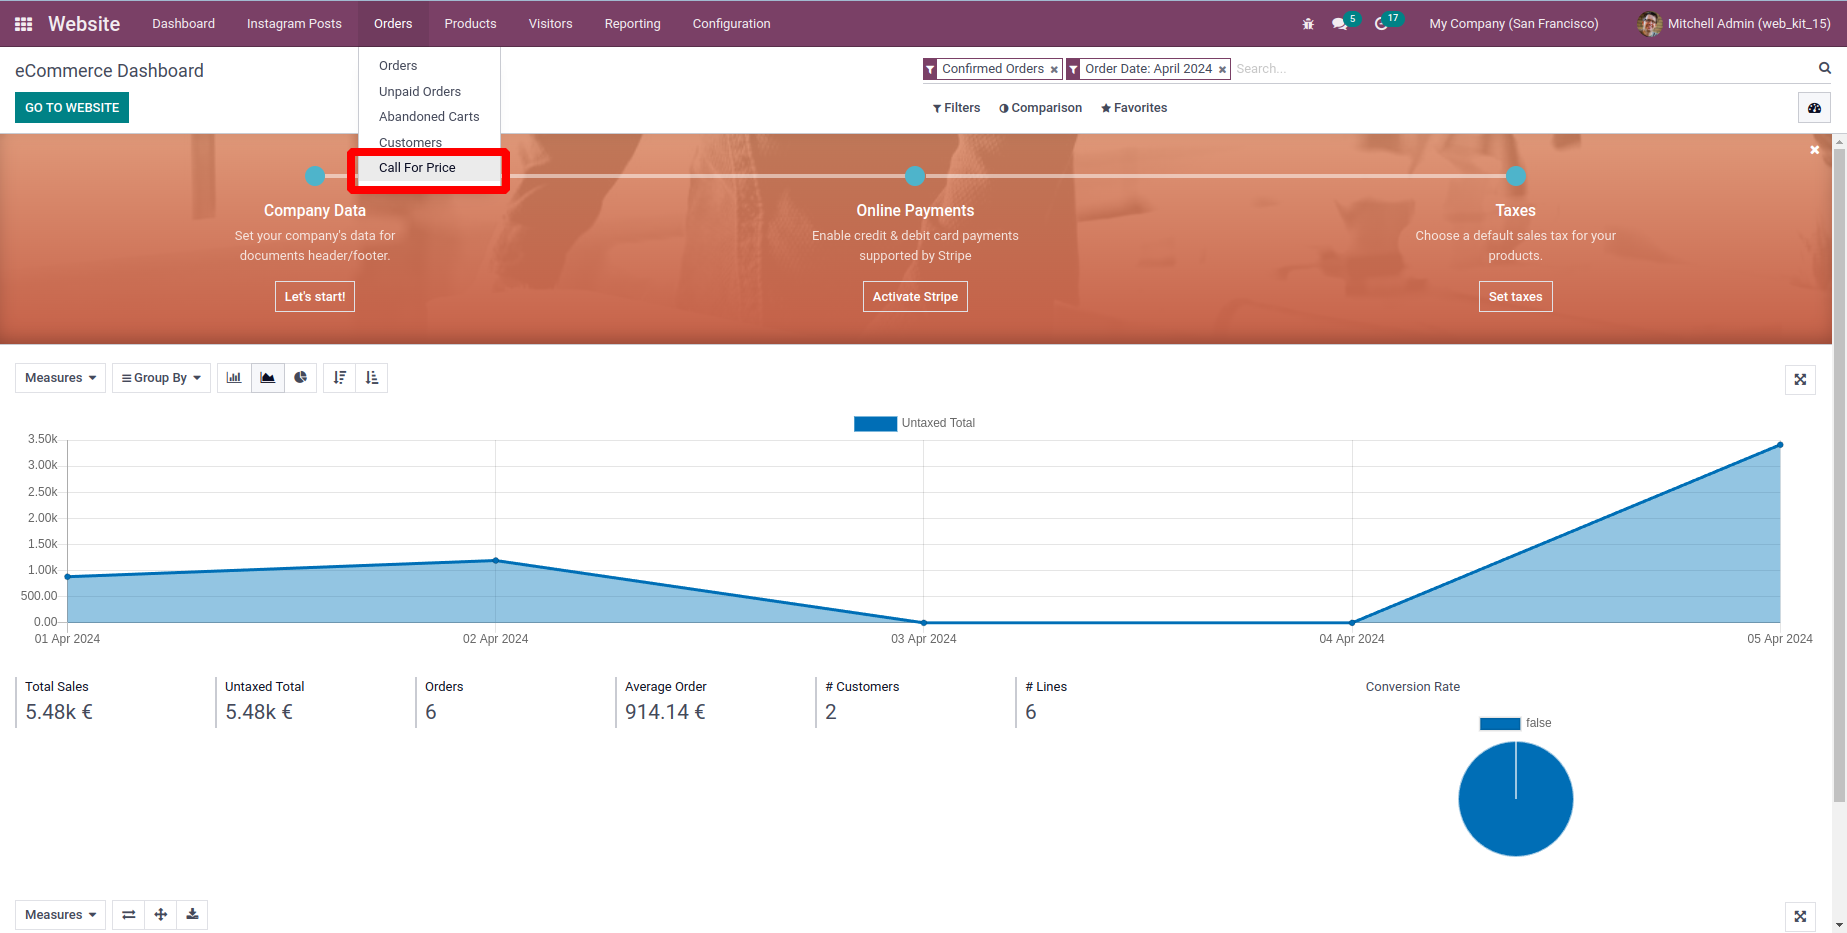 Website Dashboard Instagram Posts Orders Products Visitors Reporting Configuration 5 17 My Company (San Francisco) Mitchell Admin (web_kit_15)
eCommerce Dashboard
Confirmed Orders × Order Date: April 2024 × Search...
GO TO WEBSITE
Filters Comparison Favorites
Orders
Unpaid Orders
Abandoned Carts
Customers
Call For Price
Company Data
Set your company's data for
documents header/footer.
Let's start!
Online Payments
Enable credit & debit card payments
supported by Stripe
Activate Stripe
Taxes
Choose a default sales tax for your
products.
Set taxes
Measures Group By
Untaxed Total
3.50k
3.00k
2.50k
2.00k
1.50k
1.00k
500.00
0.00
01 Apr 2024 02 Apr 2024 03 Apr 2024 04 Apr 2024 05 Apr 2024
Total Sales Untaxed Total Orders Average Order # Customers # Lines Conversion Rate
5.48k € 5.48k € 6 914.14 € 2 6
false
Measures